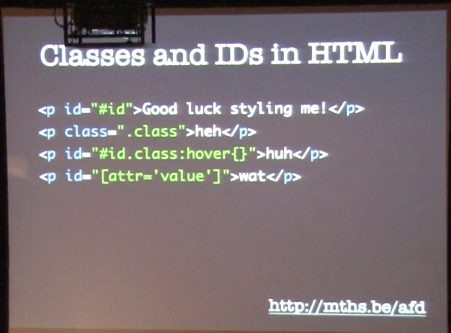 Classes and IDs in HTML
<p id="#id">Good luck styling me!</p>
<p class=".class">heh</p>
<p id="#id.class:hover{}">huh</p>
<p id="[attr='value']">wat</p>
http://mths.be/afd